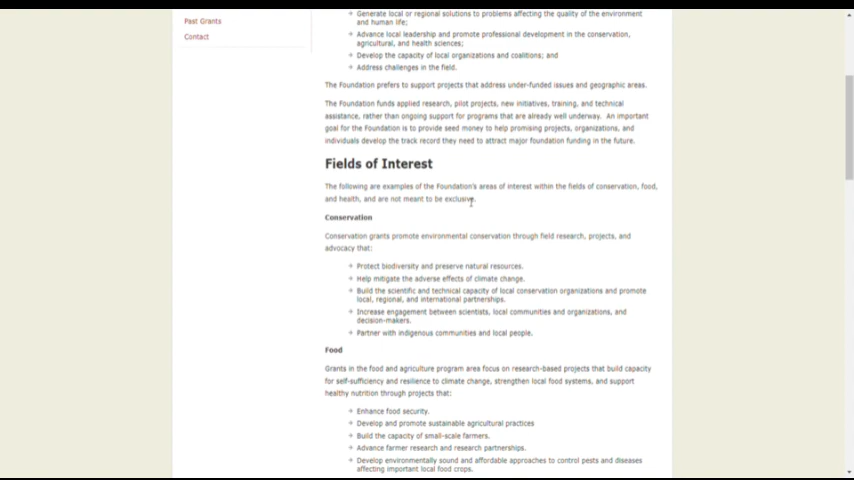 Past Grants
Contact
Generate local or regional solutions to problems affecting the quality of the environment
and human life;
Advance local leadership and promote professional development in the conservation,
agricultural, and health sciences;
Develop the capacity of local organizations and coalitions; and
Address challenges in the field.
The Foundation prefers to support projects that address under-funded issues and geographic areas.
The Foundation funds applied research, pilot projects, new initiatives, training, and technical
assistance, rather than ongoing support for programs that are already well underway. An important
goal for the Foundation is to provide seed money to help promising projects, organizations, and
individuals develop the track record they need to attract major foundation funding in the future.
Fields of Interest
The following are examples of the Foundation's areas of interest within the fields of conservation, food,
and health, and are not meant to be exclusive.
Conservation
Conservation grants promote environmental conservation through field research, projects, and
advocacy that:
Protect biodiversity and preserve natural resources.
Help mitigate the adverse effects of climate change.
Build the scientific and technical capacity of local conservation organizations and promote
local, regional, and international partnerships.
Increase engagement between scientists, local communities and organizations, and
decision-makers.
Partner with indigenous communities and local people.
Food
Grants in the food and agriculture program area focus on research-based projects that build capacity
for self-sufficiency and resilience to climate change, strengthen local food systems, and support
healthy nutrition through projects that:
Enhance food security.
Develop and promote sustainable agricultural practices
Build the capacity of small-scale farmers.
Advance farmer research and research partnerships.
Develop environmentally sound and affordable approaches to control pests and diseases
affecting important local food crops.